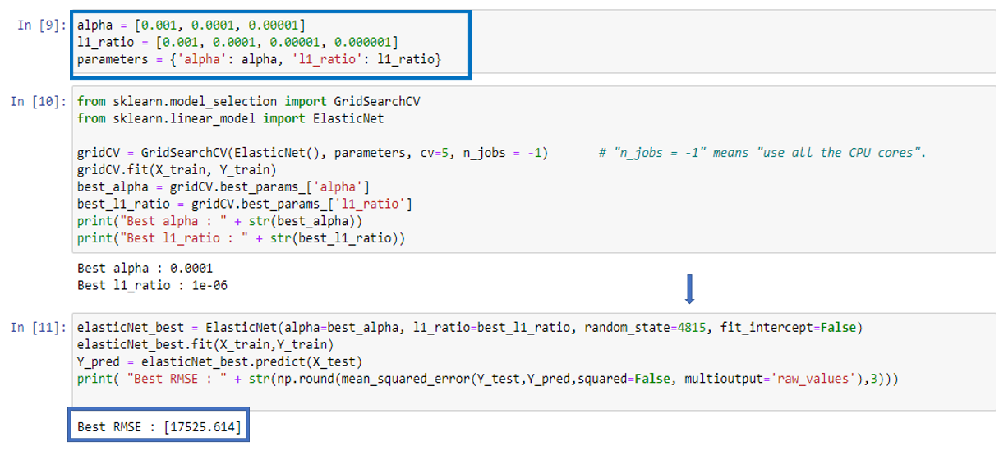 In [9]: alpha = [0.001, 0.0001, 0.00001]
l1_ratio = [0.001, 0.0001, 0.00001, 0.000001]
parameters = {'alpha': alpha, 'l1_ratio': l1_ratio}
In [10]: from sklearn.model_selection import GridSearchCV
from sklearn.linear_model import ElasticNet
gridCV = GridSearchCV(ElasticNet(), parameters, cv=5, n_jobs = -1) # "n_jobs = -1" means "use all the CPU cores".
gridCV.fit(X_train, Y_train)
best_alpha = gridCV.best_params_['alpha']
best_l1_ratio = gridCV.best_params_['l1_ratio']
print("Best alpha : " + str(best_alpha))
print("Best l1_ratio : " + str(best_l1_ratio))
Best alpha : 0.0001
Best l1_ratio : 1e-06
In [11]: elasticNet_best = ElasticNet(alpha=best_alpha, l1_ratio=best_l1_ratio, random_state=4815, fit_intercept=False)
elasticNet_best.fit(X_train,Y_train)
Y_pred = elasticNet_best.predict(X_test)
print( "Best RMSE : " + str(np.round(mean_squared_error(Y_test,Y_pred,squared=False, multioutput='raw_values'),3)))
Best RMSE : [17525.614]